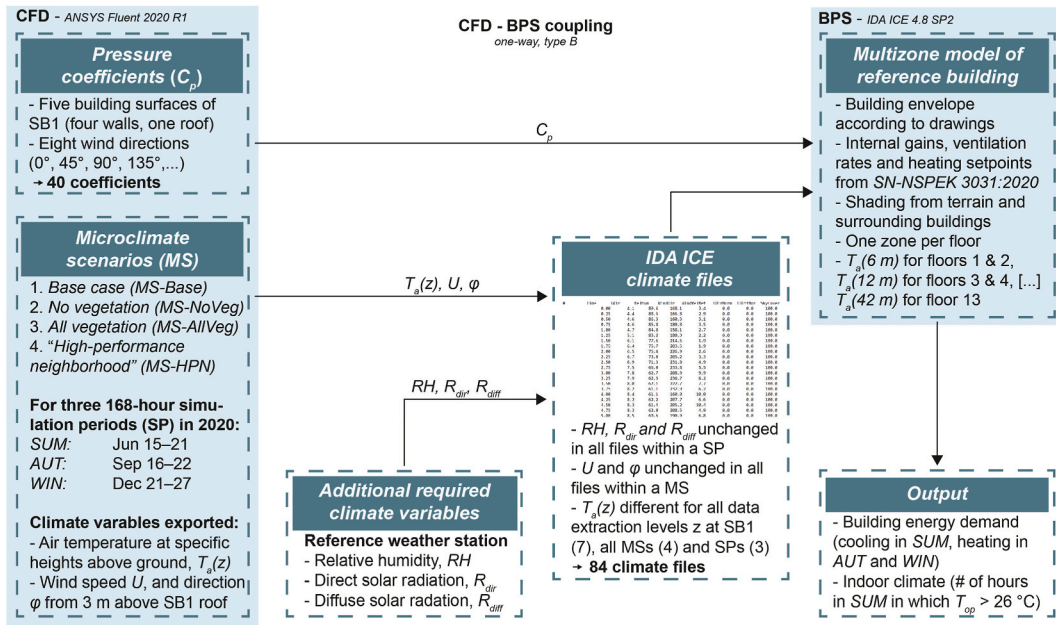 CFD - ANSYS Fluent 2020 R1
Pressure
coefficients (Cp)
- Five building surfaces of
SB1 (four walls, one roof)
- Eight wind directions
(0°, 45°, 90°, 135°,...)
→ 40 coefficients
Microclimate
scenarios (MS)
1. Base case (MS-Base)
2. No vegetation (MS-NoVeg)
3. All vegetation (MS-AllVeg)
4. “High-performance
neighborhood” (MS-HPN)
For three 168-hour simu-
lation periods (SP) in 2020:
SUM: Jun 15–21
AUT: Sep 16–22
WIN: Dec 21–27
Climate varables exported:
- Air temperature at specific
heights above ground, Ta(z)
- Wind speed U, and direction
φ from 3 m above SB1 roof
CFD - BPS coupling
one-way, type B
Cp
Ta(z), U, φ
RH, Rdir, Rdiff
Additional required
climate variables
Reference weather station
- Relative humidity, RH
- Direct solar radiation, Rdir
- Diffuse solar radation, Rdiff
IDA ICE
climate files
- RH, Rdir and Rdiff unchanged
in all files within a SP
- U and φ unchanged in all
files within a MS
- Ta(z) different for all data
extraction levels z at SB1
(7), all MSs (4) and SPs (3)
→ 84 climate files
BPS - IDA ICE 4.8 SP2
Multizone model of
reference building
- Building envelope
according to drawings
- Internal gains, ventilation
rates and heating setpoints
from SN-NSPEK 3031:2020
- Shading from terrain and
surrounding buildings
- One zone per floor
- Ta(6 m) for floors 1 & 2,
Ta(12 m) for floors 3 & 4, [...]
Ta(42 m) for floor 13
Output
- Building energy demand
(cooling in SUM, heating in
AUT and WIN)
- Indoor climate (# of hours
in SUM in which Top > 26 °C)